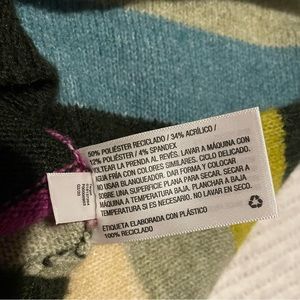 50% POLIÉSTER RECICLADO / 34% ACRÍLICO /
12% POLIÉSTER / 4% SPANDEX
VOLTEAR LA PRENDA AL REVÉS. LAVAR A MÁQUINA CON
AGUA FRÍA CON COLORES SIMILARES, CICLO DELICADO.
NO USAR BLANQUEADOR. DAR FORMA Y COLOCAR
SOBRE UNA SUPERFICIE PLANA PARA SECAR. SECAR A
MÁQUINA A TEMPERATURA BAJA. PLANCHAR A BAJA
TEMPERATURA SI ES NECESARIO. NO LAVAR EN SECO.
ETIQUETA ELABORADA CON PLÁSTICO
100% RECICLADO